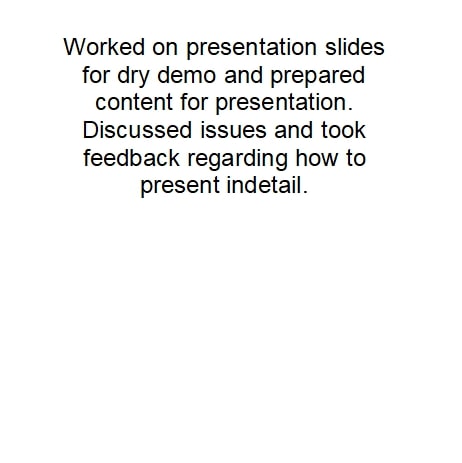 Worked on presentation slides
for dry demo and prepared
content for presentation.
Discussed issues and took
feedback regarding how to
present indetail.